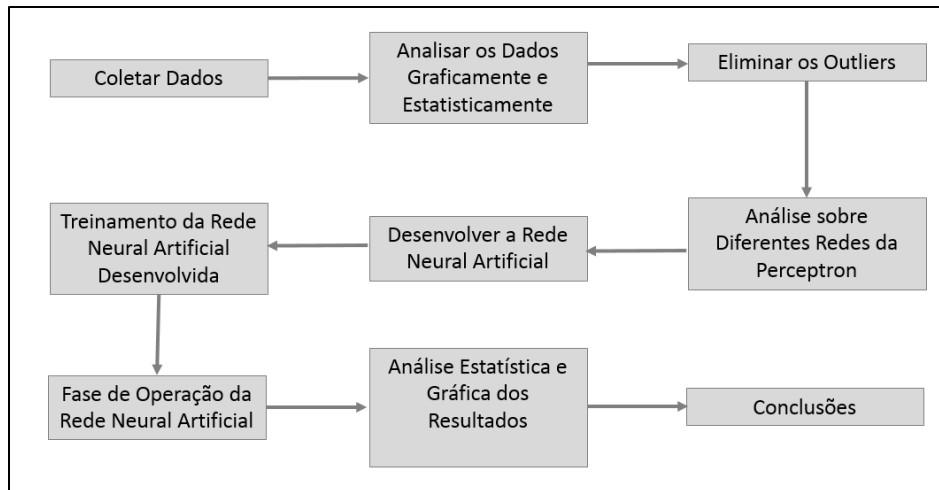 Coletar Dados
Analisar os Dados
Graficamente e
Estatisticamente
Eliminar os Outliers
Análise sobre
Diferentes Redes da
Perceptron
Desenvolver a Rede
Neural Artificial
Treinamento da Rede
Neural Artificial
Desenvolvida
Fase de Operação da
Rede Neural Artificial
Análise Estatística e
Gráfica dos
Resultados
Conclusões